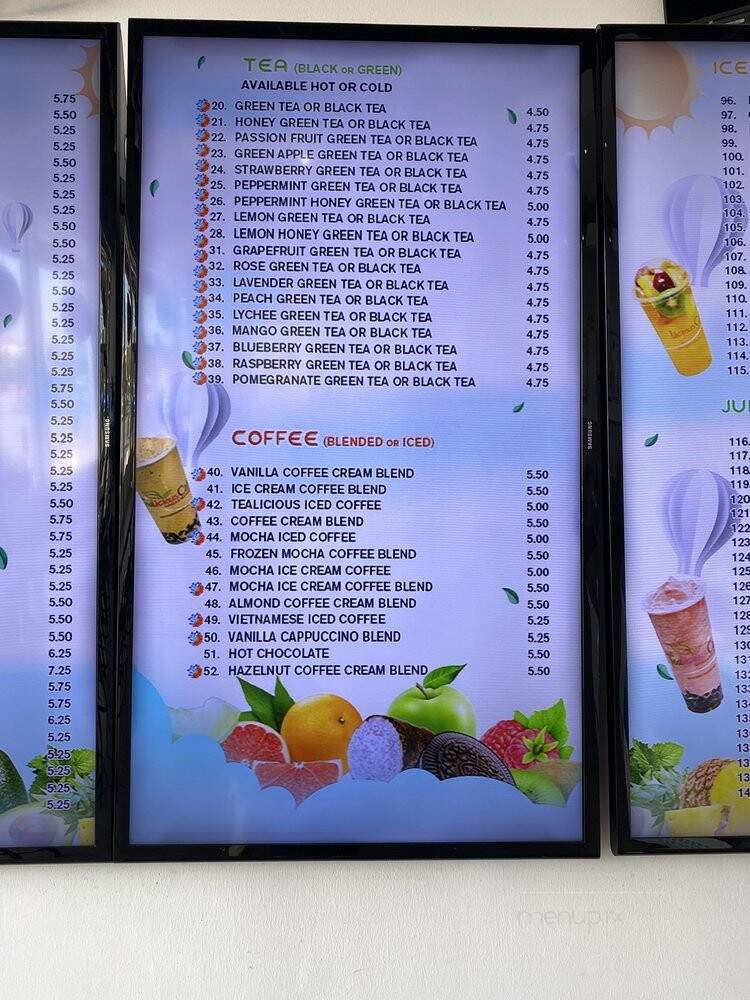 5.75
5.50
5.25
5.25
5.50
5.25
5.25
5.25
5.50
5.50
5.25
5.25
5.25
5.25
5.25
5.25
5.25
5.25
5.75
5.50
5.25
5.25
5.25
5.25
5.25
5.50
5.75
5.75
5.25
5.25
5.25
5.50
5.50
5.50
6.25
7.25
5.75
5.75
6.25
5.25
5.25
5.25
5.25
5.25
SAMSUNG
TEA (BLACK OR GREEN)
AVAILABLE HOT OR COLD
20. GREEN TEA OR BLACK TEA 4.50
21. HONEY GREEN TEA OR BLACK TEA 4.75
22. PASSION FRUIT GREEN TEA OR BLACK TEA 4.75
23. GREEN APPLE GREEN TEA OR BLACK TEA 4.75
24. STRAWBERRY GREEN TEA OR BLACK TEA 4.75
25. PEPPERMINT GREEN TEA OR BLACK TEA 4.75
26. PEPPERMINT HONEY GREEN TEA OR BLACK TEA 5.00
27. LEMON GREEN TEA OR BLACK TEA 4.75
28. LEMON HONEY GREEN TEA OR BLACK TEA 5.00
31. GRAPEFRUIT GREEN TEA OR BLACK TEA 4.75
32. ROSE GREEN TEA OR BLACK TEA 4.75
33. LAVENDER GREEN TEA OR BLACK TEA 4.75
34. PEACH GREEN TEA OR BLACK TEA 4.75
35. LYCHEE GREEN TEA OR BLACK TEA 4.75
36. MANGO GREEN TEA OR BLACK TEA 4.75
37. BLUEBERRY GREEN TEA OR BLACK TEA 4.75
38. RASPBERRY GREEN TEA OR BLACK TEA 4.75
39. POMEGRANATE GREEN TEA OR BLACK TEA 4.75
COFFEE (BLENDED OR ICED)
40. VANILLA COFFEE CREAM BLEND 5.50
41. ICE CREAM COFFEE BLEND 5.50
42. TEALICIOUS ICED COFFEE 5.00
43. COFFEE CREAM BLEND 5.50
44. MOCHA ICED COFFEE 5.00
45. FROZEN MOCHA COFFEE BLEND 5.50
46. MOCHA ICE CREAM COFFEE 5.00
47. MOCHA ICE CREAM COFFEE BLEND 5.50
48. ALMOND COFFEE CREAM BLEND 5.50
49. VIETNAMESE ICED COFFEE 5.25
50. VANILLA CAPPUCCINO BLEND 5.50
51. HOT CHOCOLATE 5.50
52. HAZELNUT COFFEE CREAM BLEND 5.50
SAMSUNG
ICE
96.
97.
98.
99.
100.
101.
102.
103.
104.
105.
106.
107.
108.
109.
110.
111.
112.
113.
114.
115.
116.
117.
118.
119.
menupix